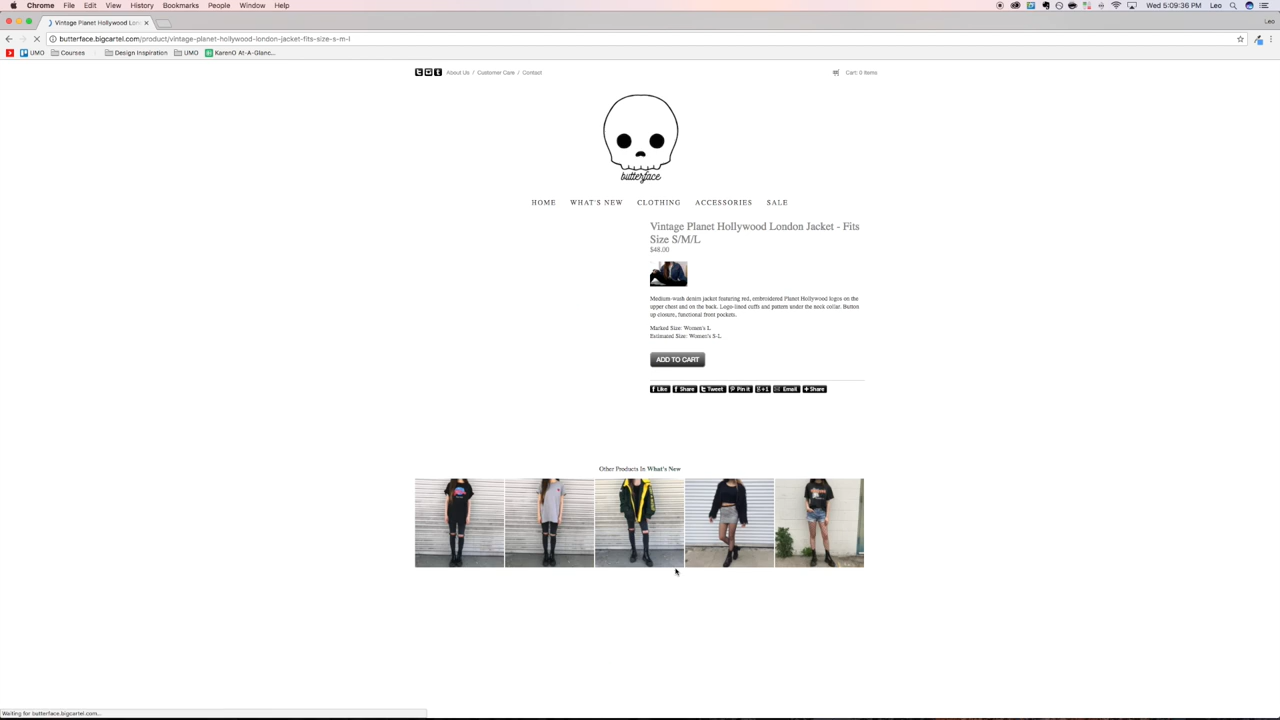 Chrome File Edit View History Bookmarks People Window Help
Wed 5:09:36 PM Leo
Vintage Planet Hollywood Lon
Leo
butterface.bigcartel.com/product/vintage-planet-hollywood-london-jacket-fits-size-s-m-l
UMO Courses Design Inspiration UMO KarenO At-A-Glanc...
About Us / Customer Care / Contact
Cart: 0 items
butterface
HOME WHAT'S NEW CLOTHING ACCESSORIES SALE
Vintage Planet Hollywood London Jacket - Fits
Size S/M/L
$48.00
Medium-wash denim jacket featuring red, embroidered Planet Hollywood logos on the
upper chest and on the back. Logo-lined cuffs and pattern under the neck collar. Button
up closure, functional front pockets.
Marked Size: Women's L
Estimated Size: Women's S-L
ADD TO CART
Like Share Tweet Pin it +1 Email Share
Other Products In What's New
Waiting for butterface.bigcartel.com...